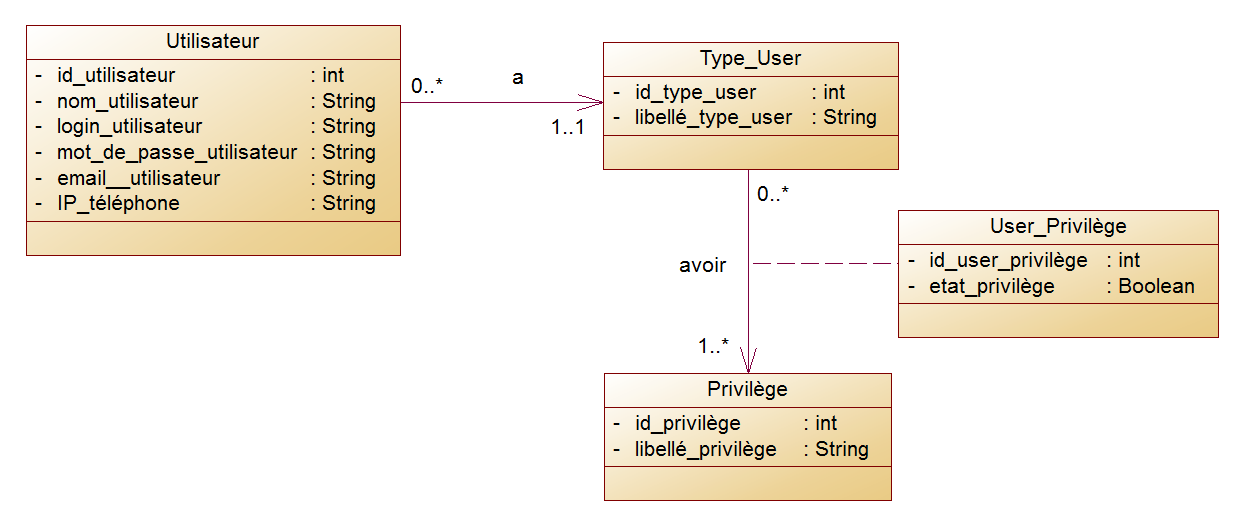 Utilisateur
- id_utilisateur : int
- nom_utilisateur : String
- login_utilisateur : String
- mot_de_passe_utilisateur : String
- email__utilisateur : String
- IP_téléphone : String
0..*
a
1..1
Type_User
- id_type_user : int
- libellé_type_user : String
0..*
avoir
1..*
User_Privilège
- id_user_privilège : int
- etat_privilège : Boolean
Privilège
- id_privilège : int
- libellé_privilège : String